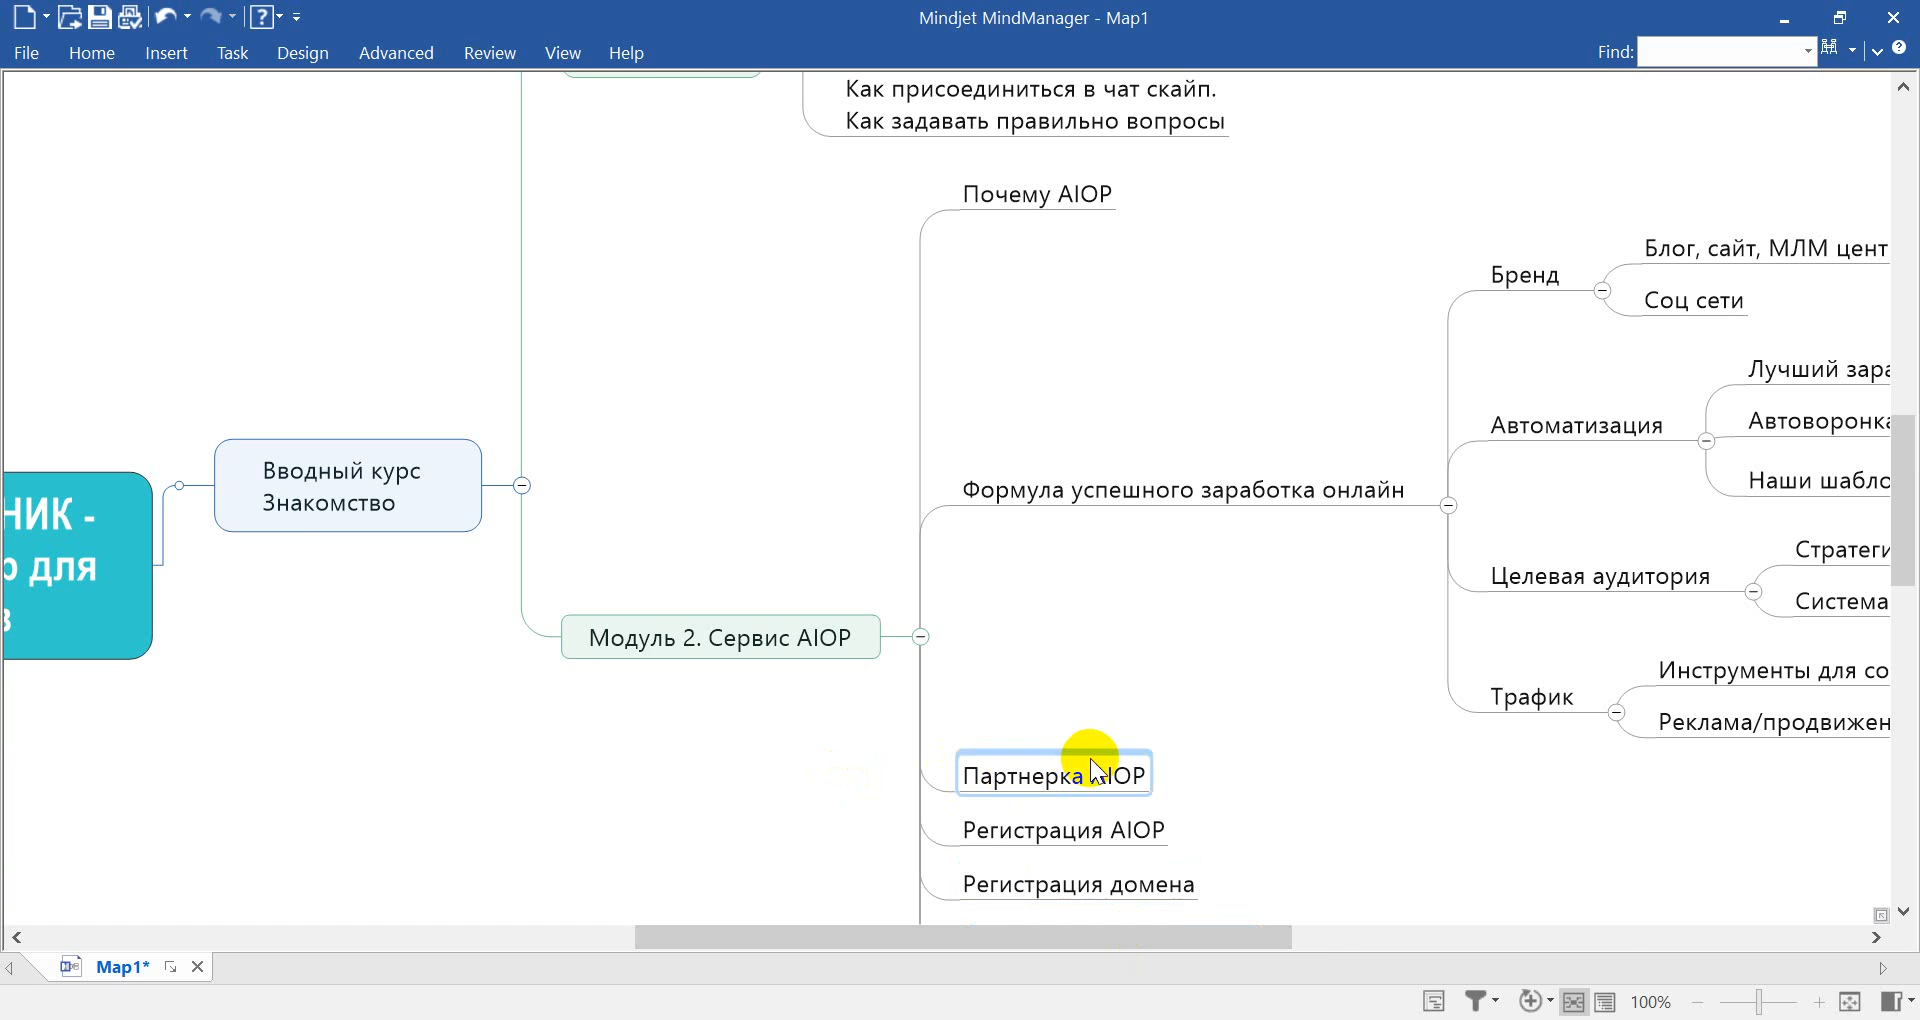 Mindjet MindManager - Map1
File Home Insert Task Design Advanced Review View Help
Find:
Как присоединиться в чат скайп.
Как задавать правильно вопросы
Почему AIOP
Блог, сайт, МЛМ цент
Бренд
Соц сети
Лучший зара
Автоматизация
Автоворонка
Наши шабло
Вводный курс
Знакомство
Формула успешного заработка онлайн
НИК -
о для
в
Стратеги
Целевая аудитория
Система
Модуль 2. Сервис AIOP
Инструменты для со
Трафик
Реклама/продвижен
Партнерка AIOP
Регистрация AIOP
Регистрация домена
Map1*
100%